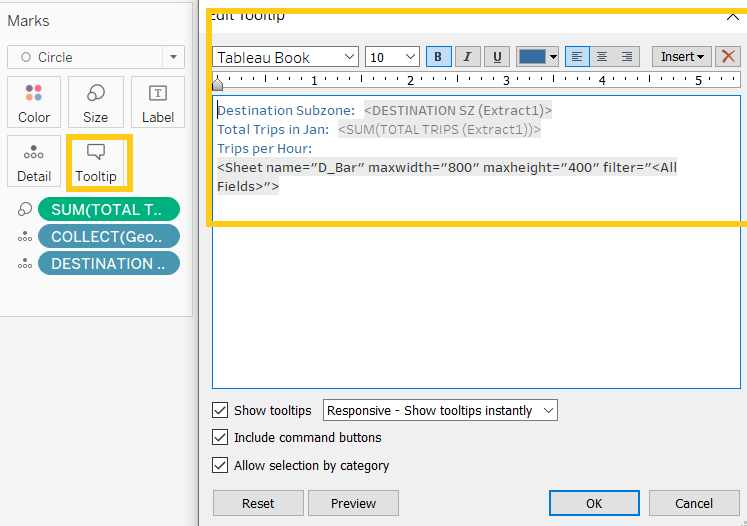 Marks
Circle
Color
Size
Label
Detail
Tooltip
SUM(TOTAL T..
COLLECT(Geo..
DESTINATION ..
Edit Tooltip
Tableau Book
10
B
I
U
Insert
1 2 3 4 5
Destination Subzone: <DESTINATION SZ (Extract1)>
Total Trips in Jan: <SUM(TOTAL TRIPS (Extract1))>
Trips per Hour:
<Sheet name="D_Bar" maxwidth="800" maxheight="400" filter="<All
Fields>">
Show tooltips
Responsive - Show tooltips instantly
Include command buttons
Allow selection by category
Reset
Preview
OK
Cancel